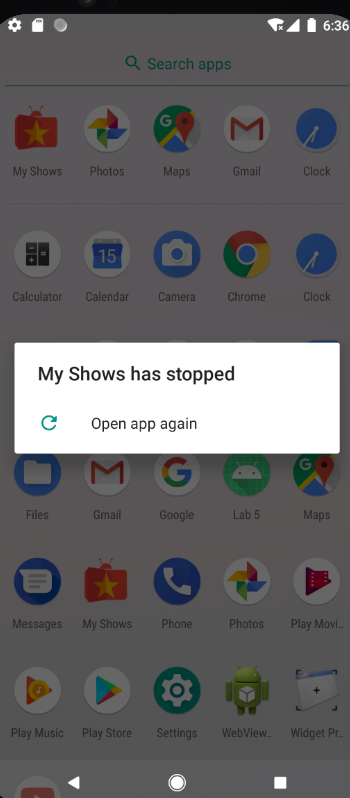 6:36
Search apps
My Shows
Photos
Maps
Gmail
Clock
15
Calculator
Calendar
Camera
Chrome
Clock
My Shows has stopped
Open app again
Files
Gmail
Google
Lab 5
Maps
Messages
My Shows
Phone
Photos
Play Movi..
Play Music
Play Store
Settings
WebView..
Widget Pr..